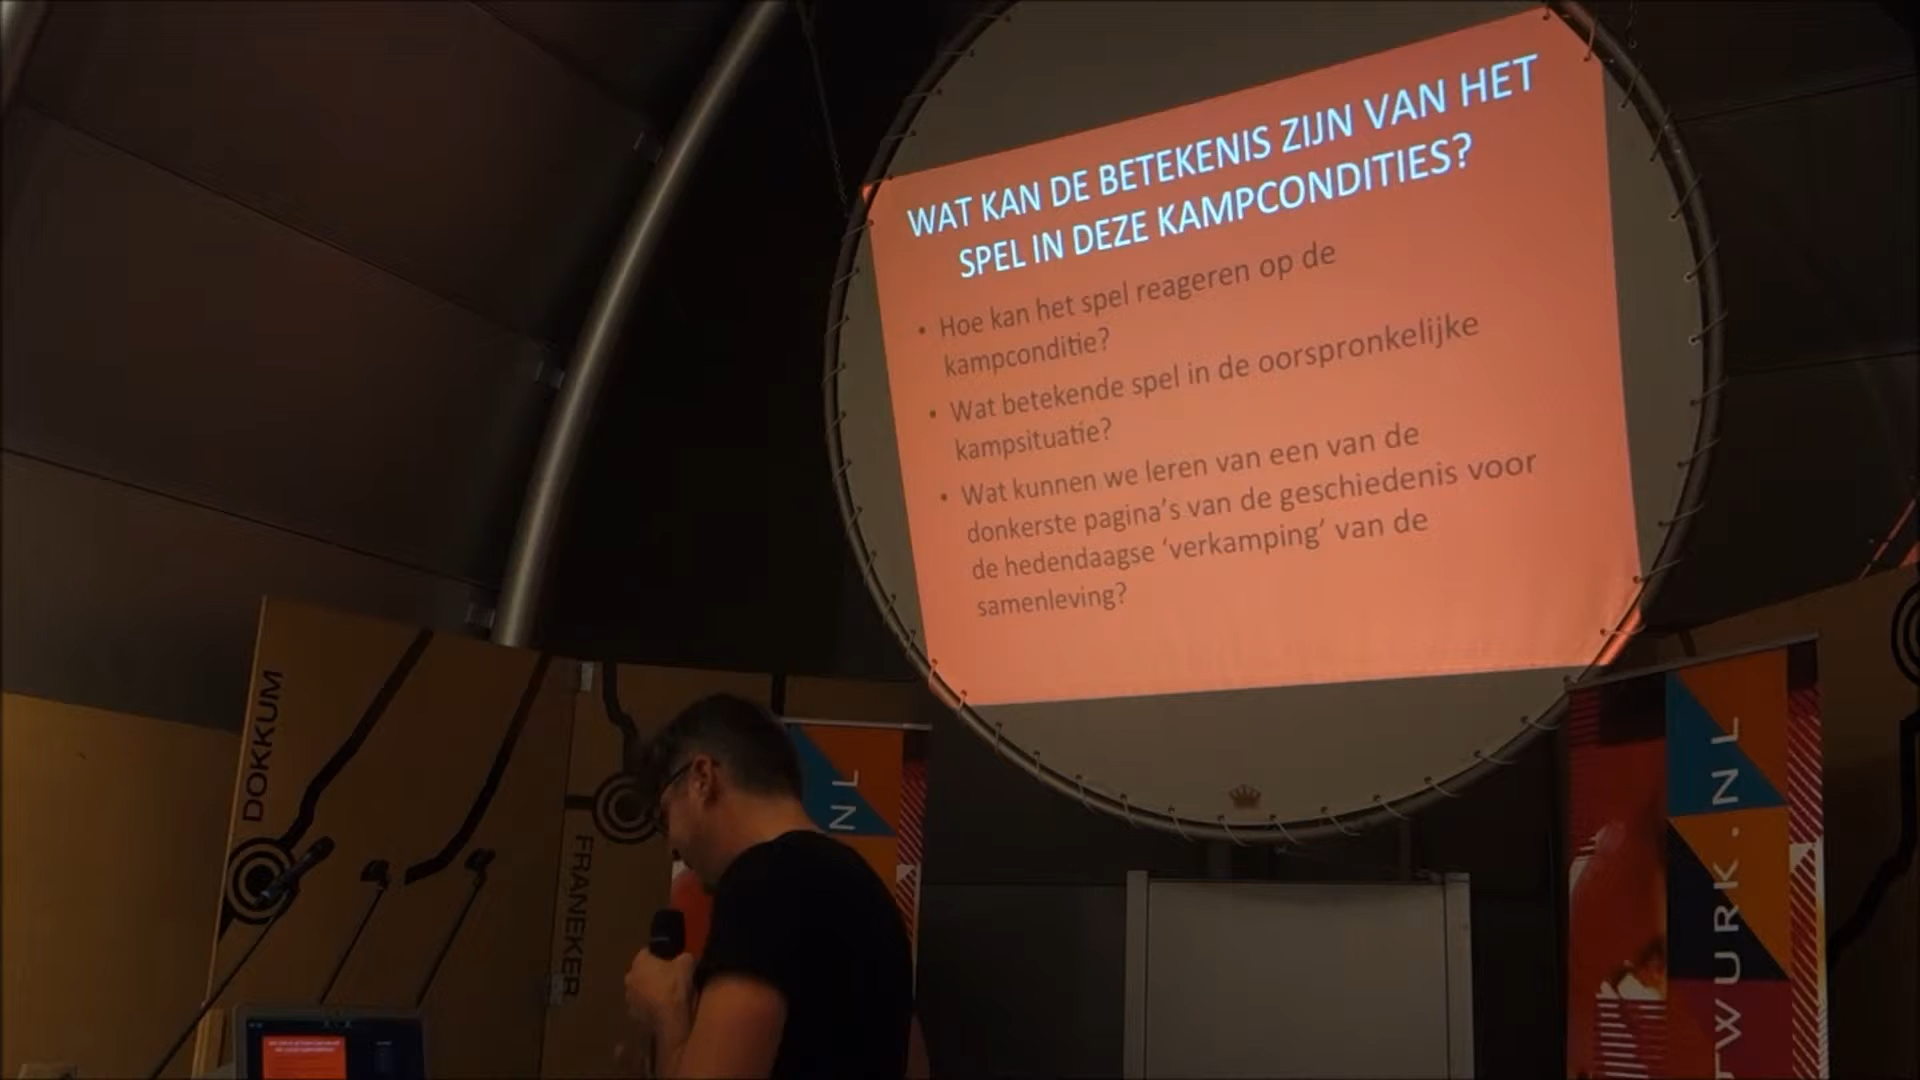 WAT KAN DE BETEKENIS ZIJN VAN HET
SPEL IN DEZE KAMPCONDITIES?
• Hoe kan het spel reageren op de
kampconditie?
• Wat betekende spel in de oorspronkelijke
kampsituatie?
• Wat kunnen we leren van een van de
donkerste pagina's van de geschiedenis voor
de hedendaagse ‘verkamping’ van de
samenleving?
DOKKUM
FRANEKER
NL
TWURK.NL